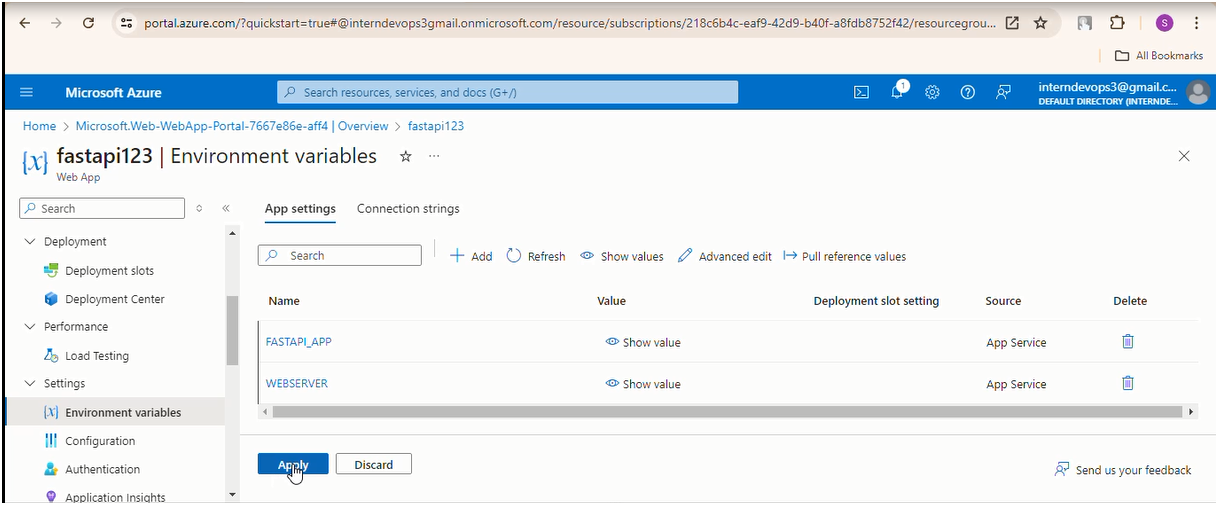 portal.azure.com/?quickstart=true#@interndevops3gmail.onmicrosoft.com/resource/subscriptions/218c6b4c-eaf9-42d9-b40f-a8fdb8752f42/resourcegrou...
S
All Bookmarks
Microsoft Azure
Search resources, services, and docs (G+/)
1
interndevops3@gmail.c...
DEFAULT DIRECTORY (INTERNDE...
Home > Microsoft.Web-WebApp-Portal-7667e86e-aff4 | Overview > fastapi123
fastapi123 | Environment variables
Web App
Search
App settings Connection strings
Deployment
Deployment slots
Deployment Center
Performance
Load Testing
Settings
Environment variables
Configuration
Authentication
Application Insights
Search Add Refresh Show values Advanced edit Pull reference values
Name Value Deployment slot setting Source Delete
FASTAPI_APP Show value App Service
WEBSERVER Show value App Service
Apply Discard
Send us your feedback